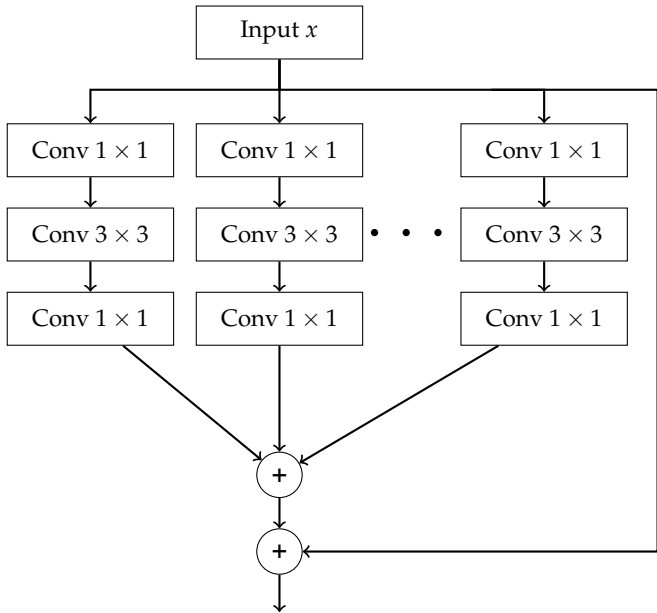 Input x
Conv 1 × 1
Conv 1 × 1
Conv 1 × 1
Conv 3 × 3
Conv 3 × 3
• • •
Conv 3 × 3
Conv 1 × 1
Conv 1 × 1
Conv 1 × 1
+
+